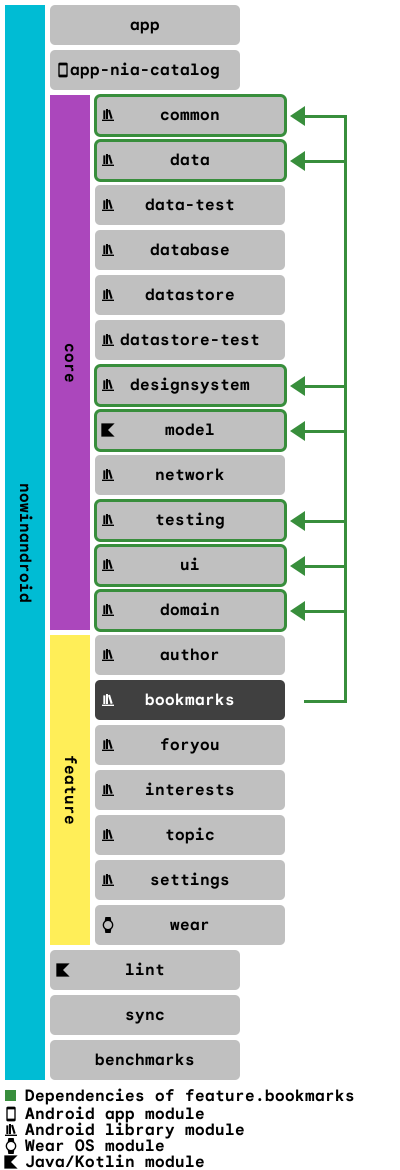 app
app-nia-catalog
common
data
data-test
database
datastore
datastore-test
core
designsystem
model
network
nowinandroid
testing
ui
domain
author
bookmarks
foryou
feature
interests
topic
settings
wear
lint
sync
benchmarks
Dependencies of feature.bookmarks
Android app module
Android library module
Wear OS module
Java/Kotlin module